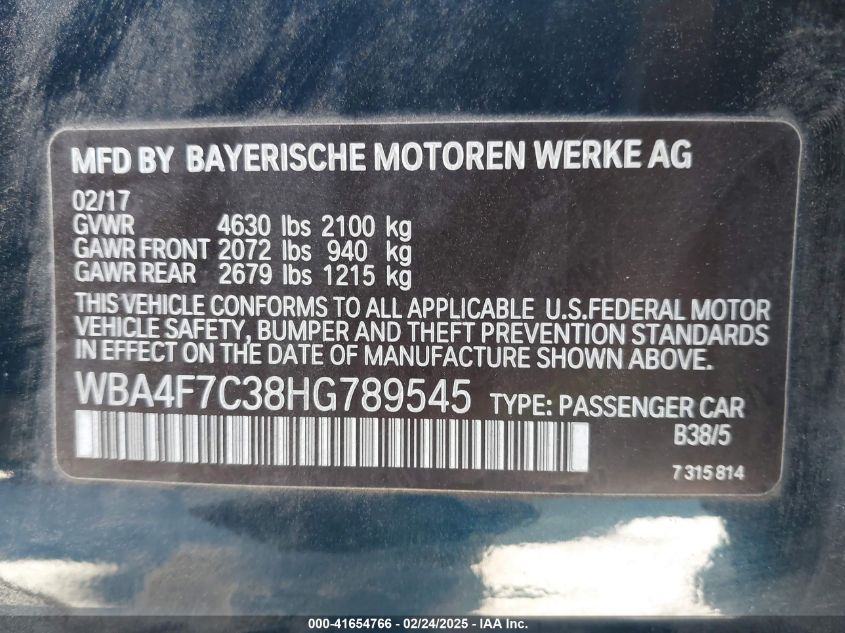 MFD BY BAYERISCHE MOTOREN WERKE AG
02/17
GVWR 4630 lbs 2100 kg
GAWR FRONT 2072 lbs 940 kg
GAWR REAR 2679 lbs 1215 kg
THIS VEHICLE CONFORMS TO ALL APPLICABLE U.S.FEDERAL MOTOR
VEHICLE SAFETY, BUMPER AND THEFT PREVENTION STANDARDS
IN EFFECT ON THE DATE OF MANUFACTURE SHOWN ABOVE.
WBA4F7C38HG789545 TYPE: PASSENGER CAR
B38/5
7 315 814
000-41654766 - 02/24/2025 - IAA Inc.